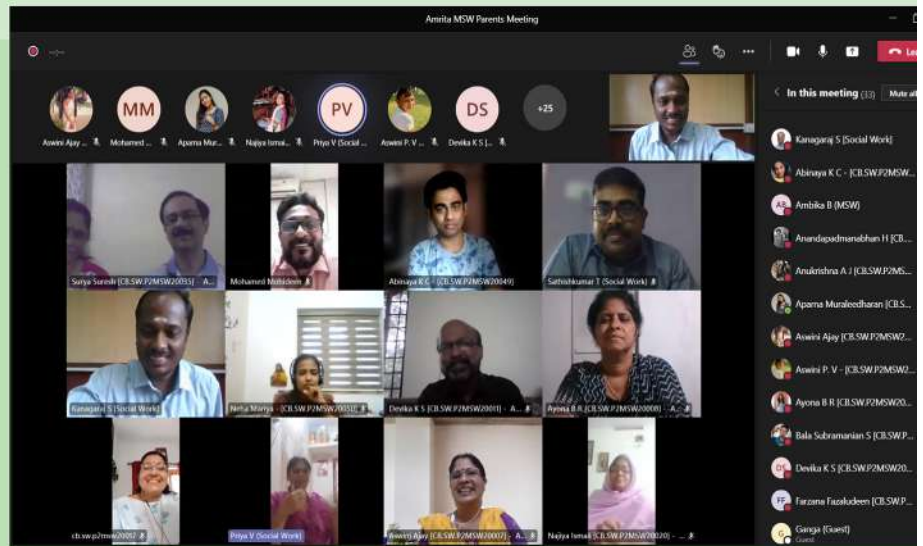 Amrita MSW Parents Meeting
--:--
MM
PV
DS
+25
Aswini Ajay ...
Mohamed ...
Aparna Mur...
Najiya Ismai...
Priya V (Social ...
Aswini P. V ...
Devika K S [...
In this meeting (33)
Mute all
Kanagaraj S [Social Work]
Abinaya K C - [CB.SW.P2MSW...
AB
Ambika B (MSW)
Anandapadmanabhan H [CB...
Anukrishna A J [CB.SW.P2MS...
Aparna Muraleedharan [CB.S...
Aswini Ajay [CB.SW.P2MSW2...
Aswini P. V - [CB.SW.P2MSW2...
Ayona B R [CB.SW.P2MSW20...
Bala Subramanian S [CB.SW.P...
DS
Devika K S [CB.SW.P2MSW20...
FF
Farzana Fazaludeen [CB.SW.P...
G
Ganga (Guest)
Guest
Surya Suresh [CB.SW.P2MSW20035] - A...
Mohamed Mohideen
Abinaya K C - [CB.SW.P2MSW20049]
Sathishkumar T (Social Work)
Kanagaraj S [Social Work]
Neha Mariya - [CB.SW.P2MSW20050]
Devika K S [CB.SW.P2MSW20011] - A...
Ayona B R [CB.SW.P2MSW20008] - A...
cb.sw.p2msw20017
Priya V (Social Work)
Aswini Ajay [CB.SW.P2MSW20007] - A...
Najiya Ismail [CB.SW.P2MSW20020] - ...